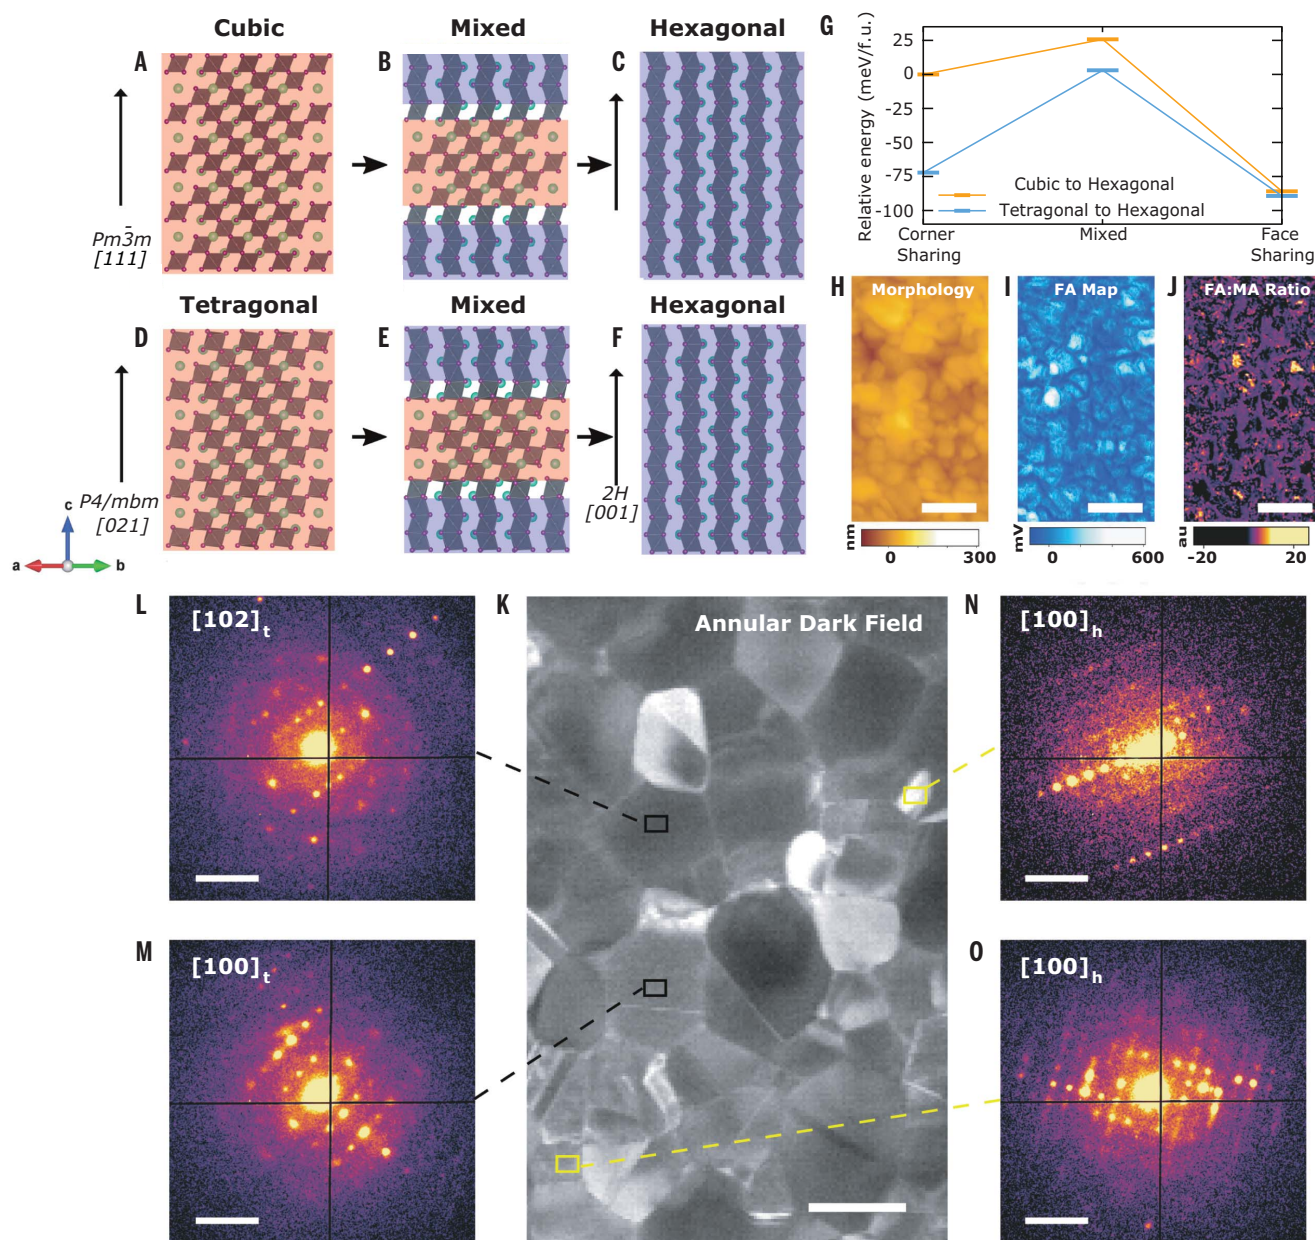 Cubic
Mixed
Hexagonal
A
B
C
Pm3̄m
[111]
Tetragonal
Mixed
Hexagonal
D
E
F
P4/mbm
[021]
2H
[001]
c
a
b
G
Relative energy (meV/f.u.)
25
0
-25
-50
-75
-100
Cubic to Hexagonal
Tetragonal to Hexagonal
Corner
Sharing
Mixed
Face
Sharing
H
Morphology
nm
0
300
I
FA Map
mV
0
600
J
FA:MA Ratio
au
−20
20
L
[102]t
K
Annular Dark Field
N
[100]h
M
[100]t
O
[100]h